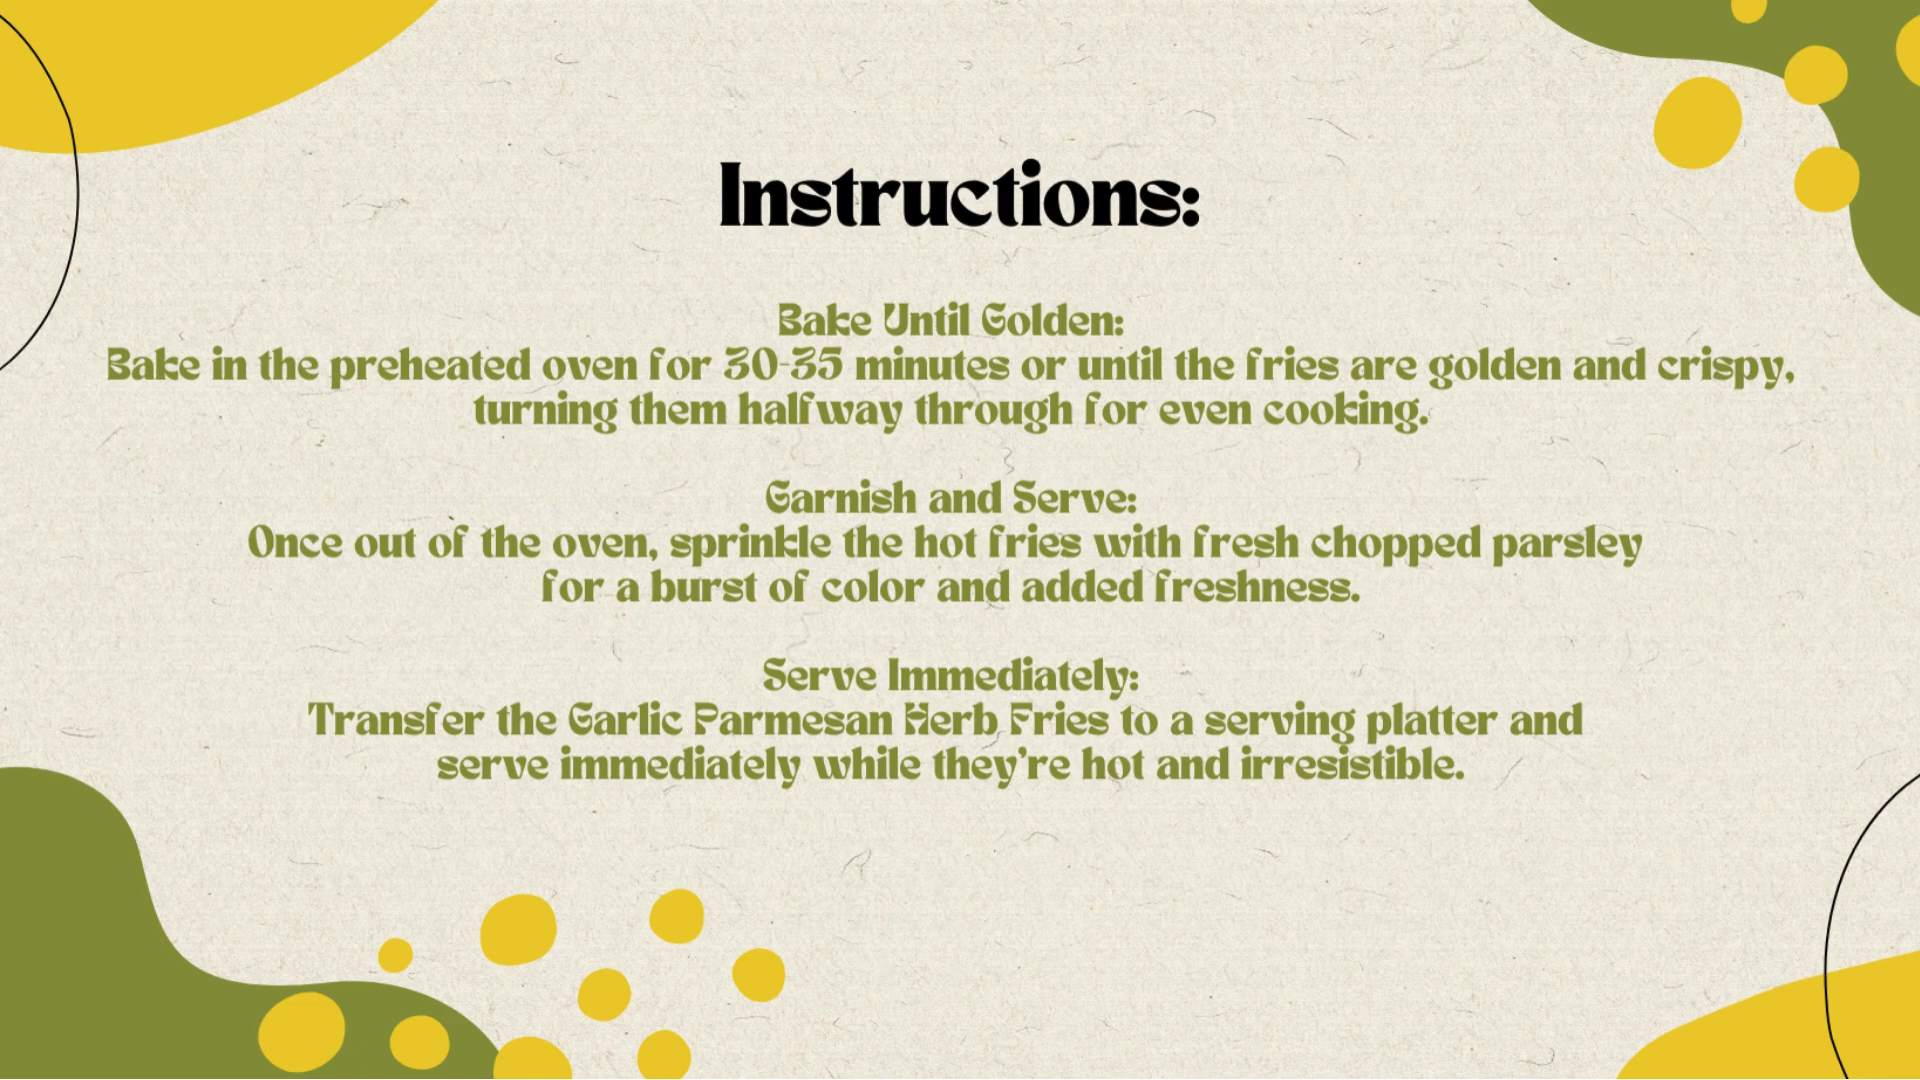 Instructions:
Bake Until Golden:
Bake in the preheated oven for 30-35 minutes or until the fries are golden and crispy,
turning them halfway through for even cooking.
Garnish and Serve:
Once out of the oven, sprinkle the hot fries with fresh chopped parsley
for a burst of color and added freshness.
Serve Immediately:
Transfer the Garlic Parmesan Herb Fries to a serving platter and
serve immediately while they're hot and irresistible.